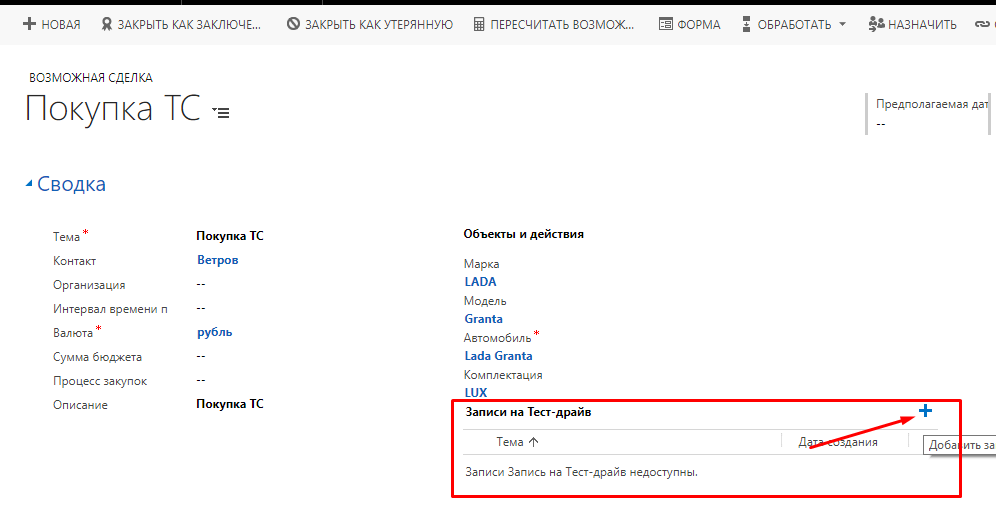 НОВАЯ ЗАКРЫТЬ КАК ЗАКЛЮЧЕ... ЗАКРЫТЬ КАК УТЕРЯННУЮ ПЕРЕСЧИТАТЬ ВОЗМОЖ... ФОРМА ОБРАБОТАТЬ НАЗНАЧИТЬ
ВОЗМОЖНАЯ СДЕЛКА
Покупка ТС
Предполагаемая дат
--
Сводка
Тема* Покупка ТС
Контакт Ветров
Организация --
Интервал времени п --
Валюта* рубль
Сумма бюджета --
Процесс закупок --
Описание Покупка ТС
Объекты и действия
Марка
LADA
Модель
Granta
Автомобиль*
Lada Granta
Комплектация
LUX
Записи на Тест-драйв
Тема Дата создания
Добавить за
Записи Запись на Тест-драйв недоступны.